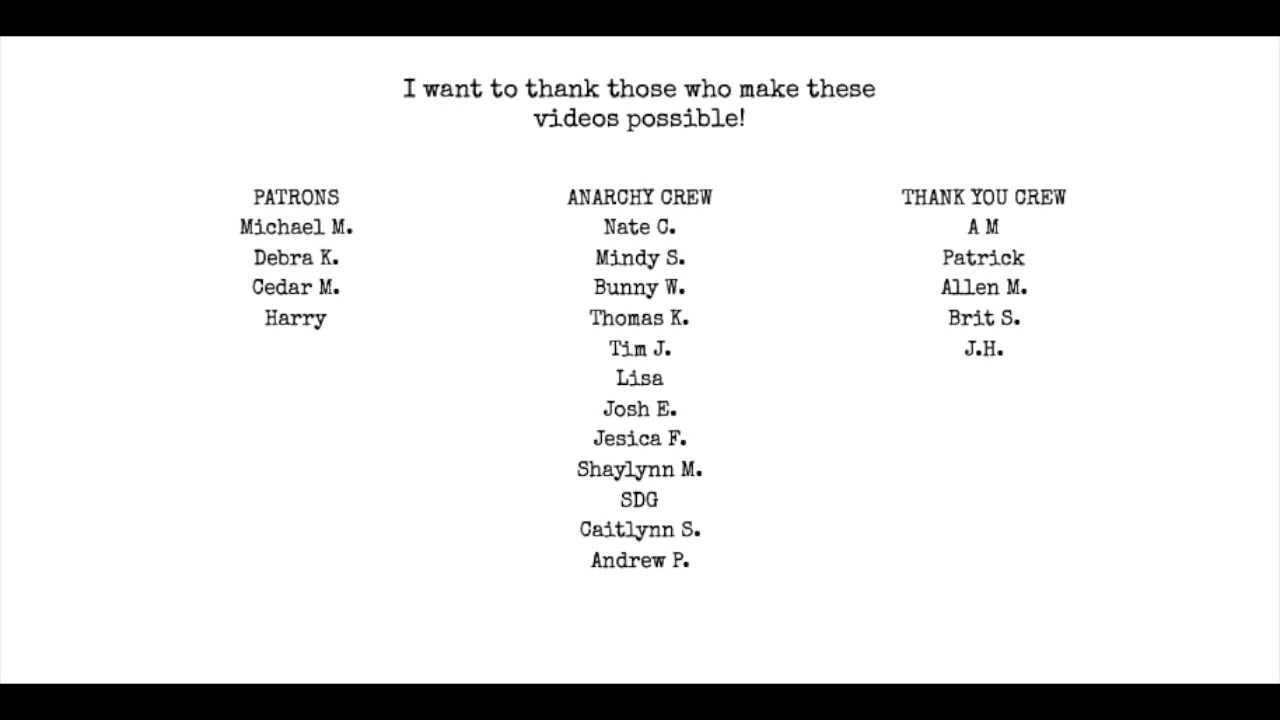 I want to thank those who make these
videos possible!
PATRONS
Michael M.
Debra K.
Cedar M.
Harry
ANARCHY CREW
Nate C.
Mindy S.
Bunny W.
Thomas K.
Tim J.
Lisa
Josh E.
Jesica F.
Shaylynn M.
SDG
Caitlynn S.
Andrew P.
THANK YOU CREW
A M
Patrick
Allen M.
Brit S.
J.H.